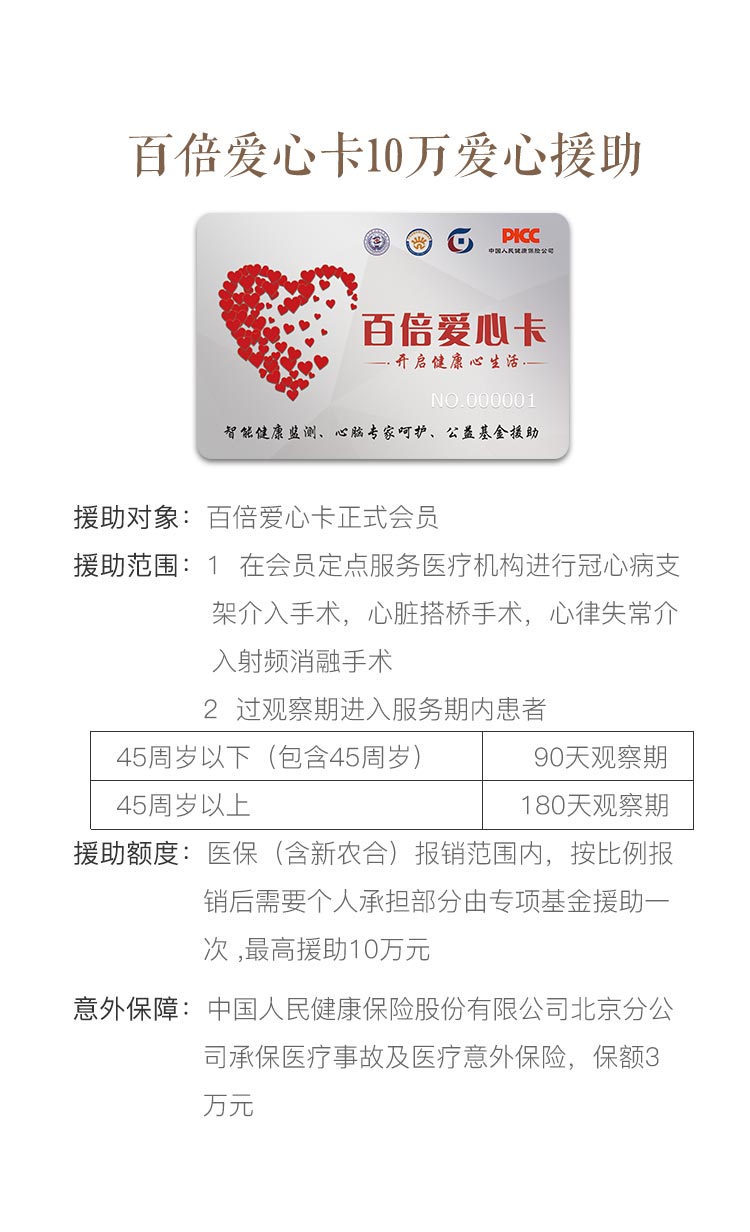 百倍爱心卡10万爱心援助
PICC
中国人民健康保险公司
百倍爱心卡
开启健康心生活
NO.000001
智能健康监测、心脑专家呵护、公益基金援助
援助对象：百倍爱心卡正式会员
援助范围：1 在会员定点服务医疗机构进行冠心病支
架介入手术，心脏搭桥手术，心律失常介
入射频消融手术
2 过观察期进入服务期内患者
45周岁以下（包含45周岁） 90天观察期
45周岁以上 180天观察期
援助额度：医保（含新农合）报销范围内，按比例报
销后需要个人承担部分由专项基金援助一
次 ,最高援助10万元
意外保障：中国人民健康保险股份有限公司北京分公
司承保医疗事故及医疗意外保险，保额3
万元